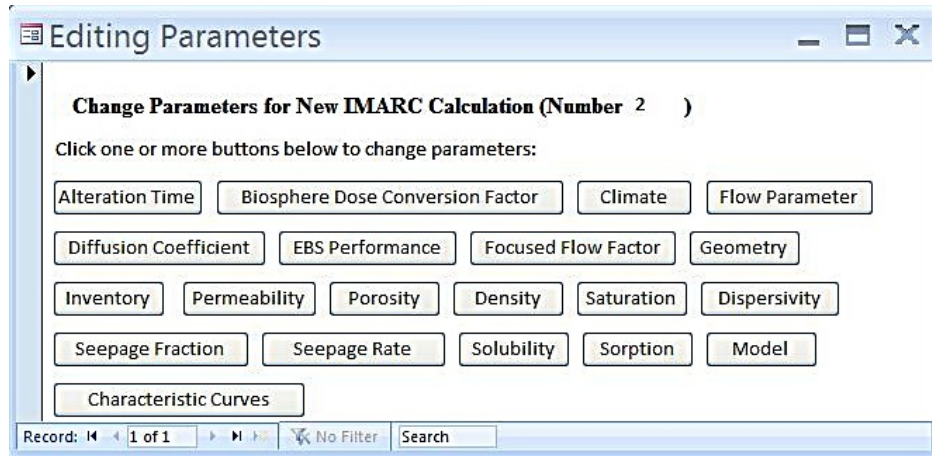 Editing Parameters
Change Parameters for New IMARC Calculation (Number 2 )
Click one or more buttons below to change parameters:
Alteration Time Biosphere Dose Conversion Factor Climate Flow Parameter
Diffusion Coefficient EBS Performance Focused Flow Factor Geometry
Inventory Permeability Porosity Density Saturation Dispersivity
Seepage Fraction Seepage Rate Solubility Sorption Model
Characteristic Curves
Record: 1 of 1 No Filter Search